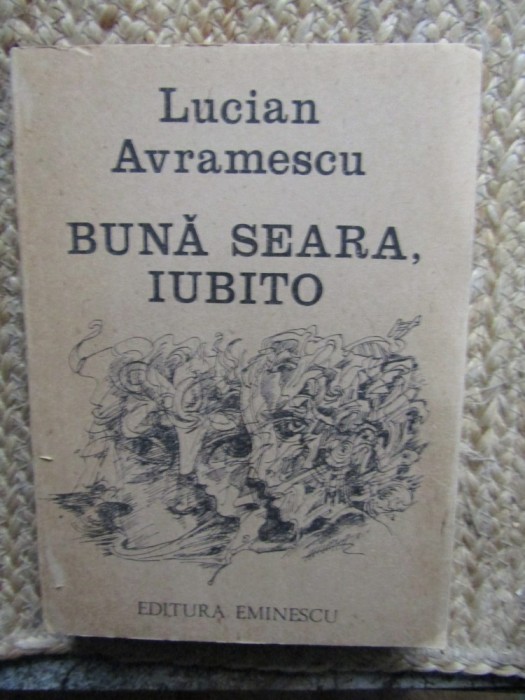 Lucian
Avramescu
BUNĂ SEARA,
IUBITO
EDITURA EMINESCU